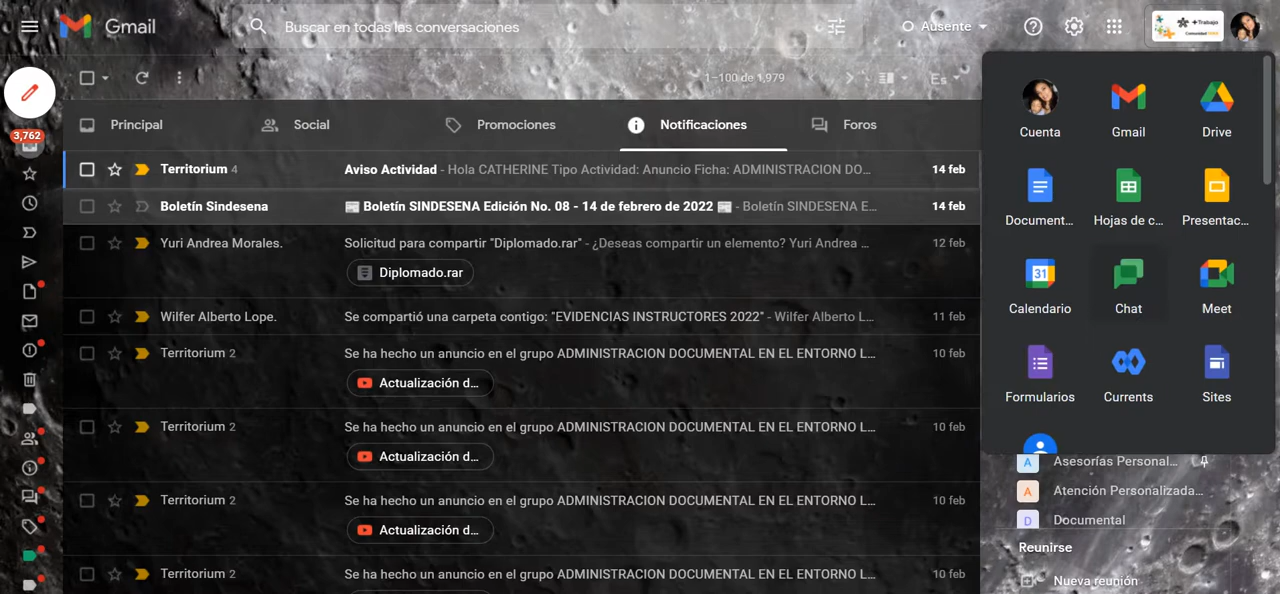 Gmail
Buscar en todas las conversaciones
Ausente
+Trabajo
1–100 de 1,979
Es
3,762
Principal
Social
Promociones
Notificaciones
Foros
Territorium 4 Aviso Actividad - Hola CATHERINE Tipo Actividad: Anuncio Ficha: ADMINISTRACION DO... 14 feb
Boletín Sindesena Boletín SINDESENA Edición No. 08 - 14 de febrero de 2022 - Boletín SINDESENA E... 14 feb
Yuri Andrea Morales. Solicitud para compartir "Diplomado.rar" - ¿Deseas compartir un elemento? Yuri Andrea ... 12 feb
Diplomado.rar
Wilfer Alberto Lope. Se compartió una carpeta contigo: "EVIDENCIAS INSTRUCTORES 2022" - Wilfer Alberto L... 11 feb
Territorium 2 Se ha hecho un anuncio en el grupo ADMINISTRACION DOCUMENTAL EN EL ENTORNO L... 10 feb
Actualización d...
Territorium 2 Se ha hecho un anuncio en el grupo ADMINISTRACION DOCUMENTAL EN EL ENTORNO L... 10 feb
Actualización d...
Territorium 2 Se ha hecho un anuncio en el grupo ADMINISTRACION DOCUMENTAL EN EL ENTORNO L... 10 feb
Actualización d...
Territorium 2 Se ha hecho un anuncio en el grupo ADMINISTRACION DOCUMENTAL EN EL ENTORNO L... 10 feb
Cuenta Gmail Drive
Document... Hojas de c... Presentac...
31
Calendario Chat Meet
Formularios Currents Sites
A Asesorías Personal...
A Atención Personalizada...
D Documental
Reunirse
Nueva reunión